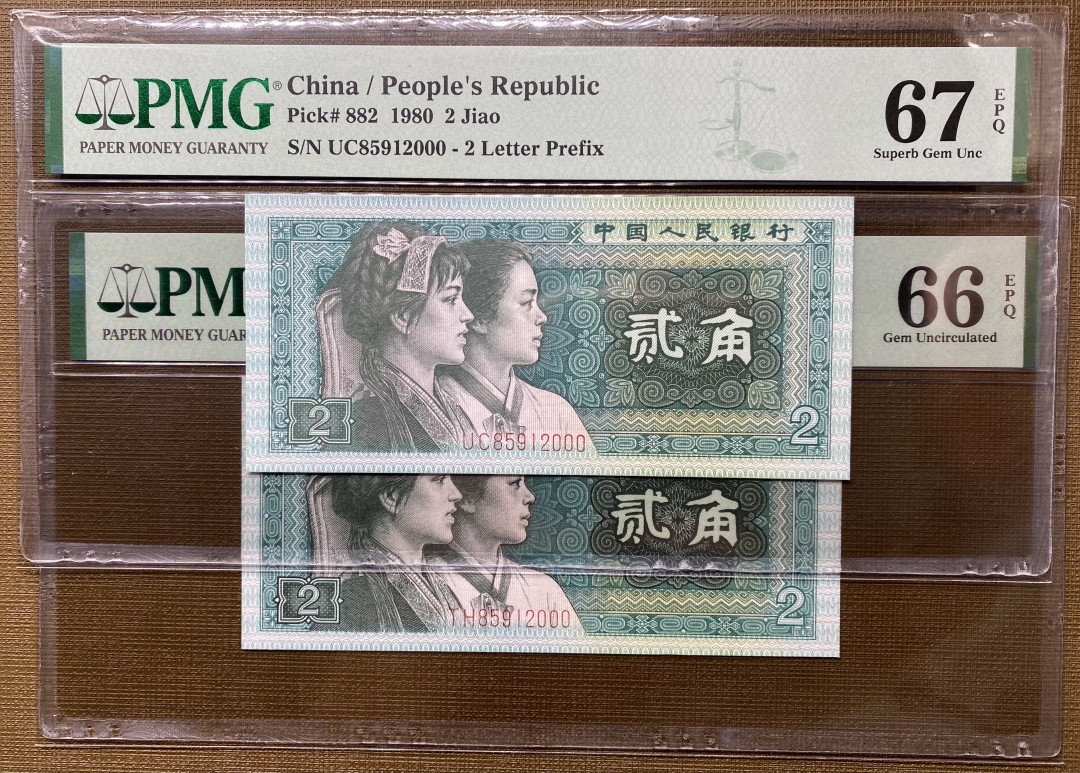 PMG®
PAPER MONEY GUARANTY
China / People's Republic
Pick# 882 1980 2 Jiao
S/N UC85912000 - 2 Letter Prefix
67
EPQ
Superb Gem Unc
中国人民银行
贰角
2
UC85912000
2
PM
PAPER MONEY GUAR
66
EPQ
Gem Uncirculated
贰角
2
TH85912000
2